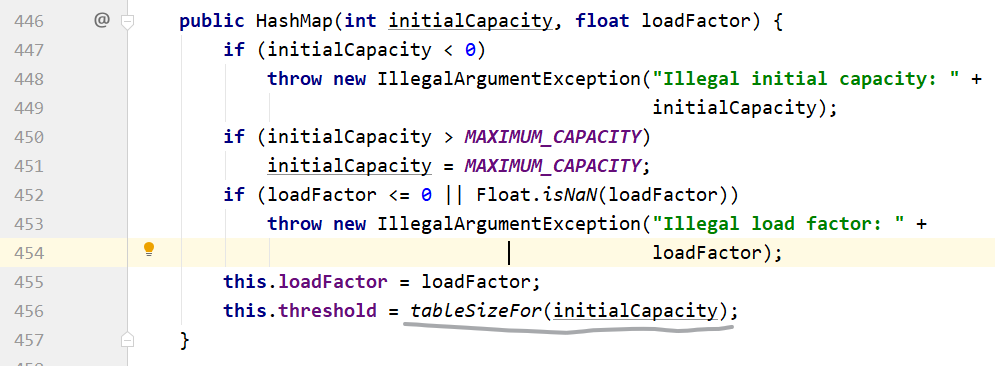 446 @ public HashMap(int initialCapacity, float loadFactor) {
447 if (initialCapacity < 0)
448 throw new IllegalArgumentException("Illegal initial capacity: " +
449 initialCapacity);
450 if (initialCapacity > MAXIMUM_CAPACITY)
451 initialCapacity = MAXIMUM_CAPACITY;
452 if (loadFactor <= 0 || Float.isNaN(loadFactor))
453 throw new IllegalArgumentException("Illegal load factor: " +
454 loadFactor);
455 this.loadFactor = loadFactor;
456 this.threshold = tableSizeFor(initialCapacity);
457 }